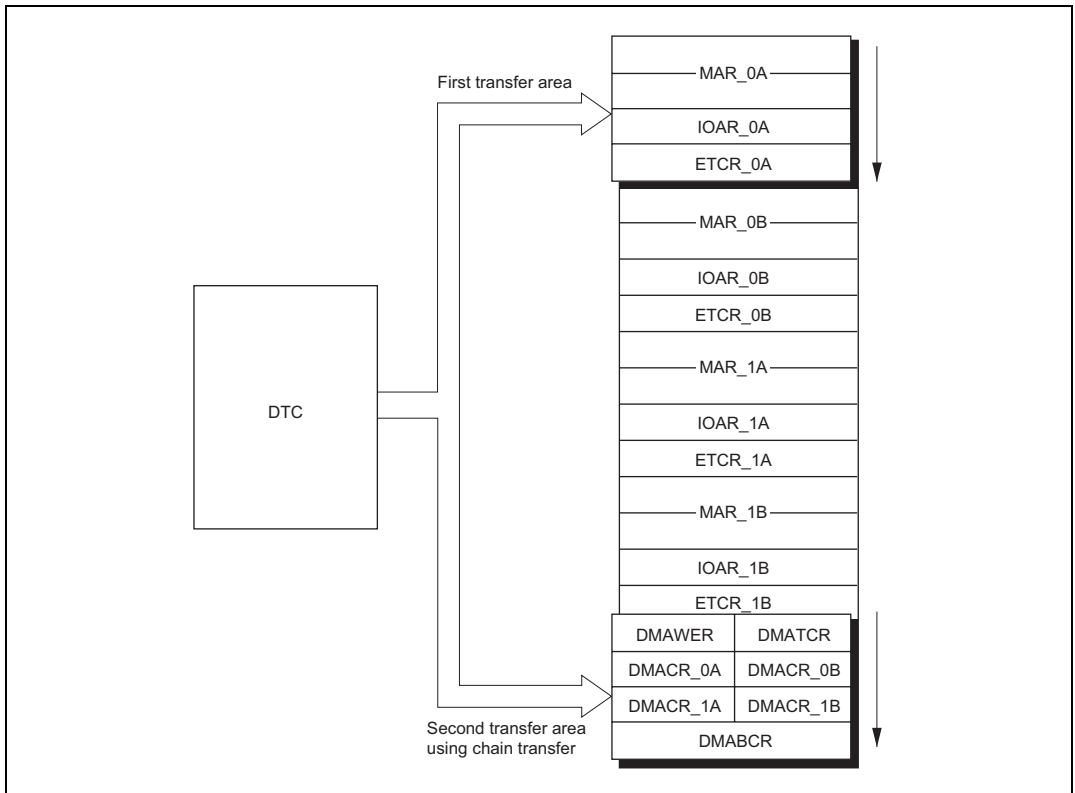 First transfer area
MAR_0A
IOAR_0A
ETCR_0A
MAR_0B
IOAR_0B
ETCR_0B
MAR_1A
IOAR_1A
ETCR_1A
MAR_1B
IOAR_1B
ETCR_1B
DTC
DMAWER DMATCR
DMACR_0A DMACR_0B
DMACR_1A DMACR_1B
DMABCR
Second transfer area
using chain transfer